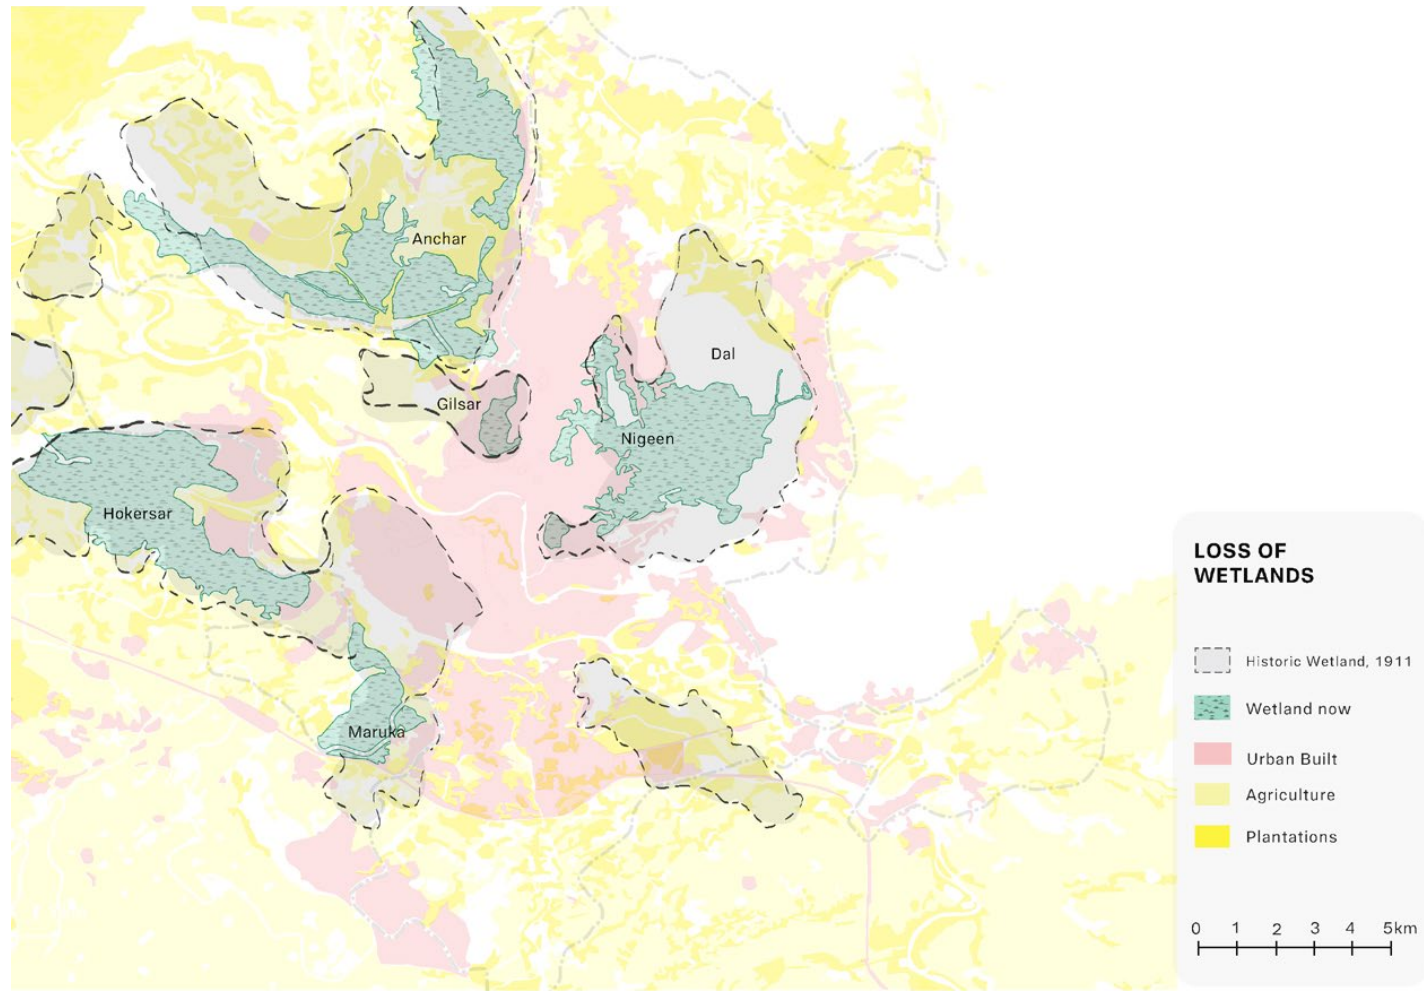 Anchar
Dal
Gilsar
Nigeen
Hokersar
Maruka
LOSS OF
WETLANDS
Historic Wetland, 1911
Wetland now
Urban Built
Agriculture
Plantations
0 1 2 3 4 5km